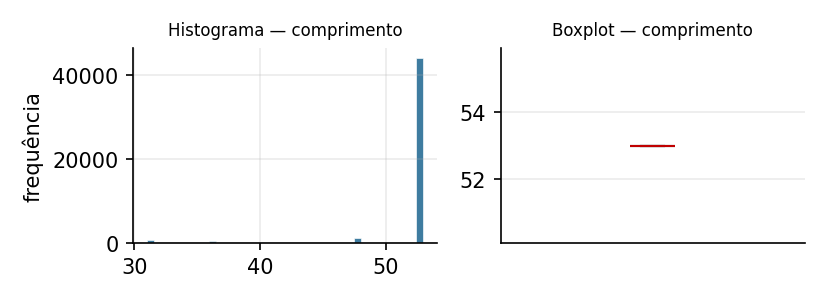 Histograma — comprimento
frequência
40000
20000
0
30
40
50
Boxplot — comprimento
54
52